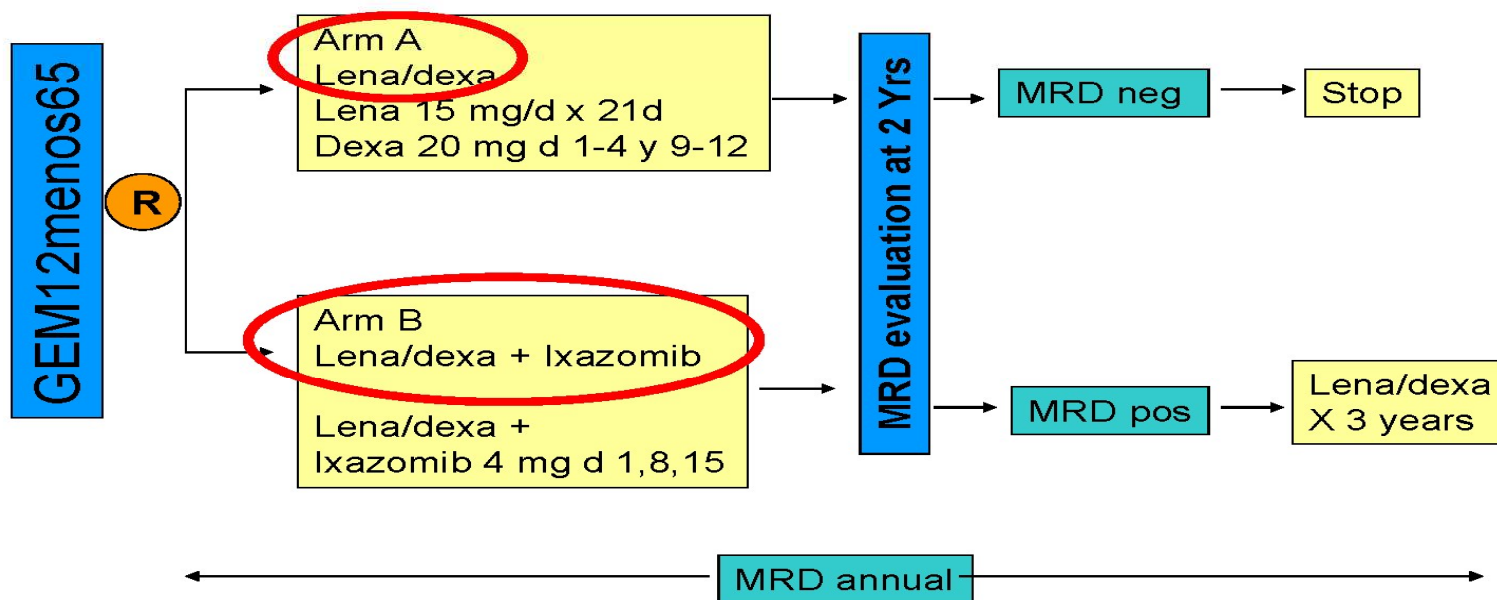 GEM12menos65
R
Arm A
Lena/dexa
Lena 15 mg/d x 21d
Dexa 20 mg d 1-4 y 9-12
Arm B
Lena/dexa + Ixazomib
Lena/dexa +
Ixazomib 4 mg d 1,8,15
MRD evaluation at 2 Yrs
MRD neg
Stop
MRD pos
Lena/dexa
X 3 years
MRD annual